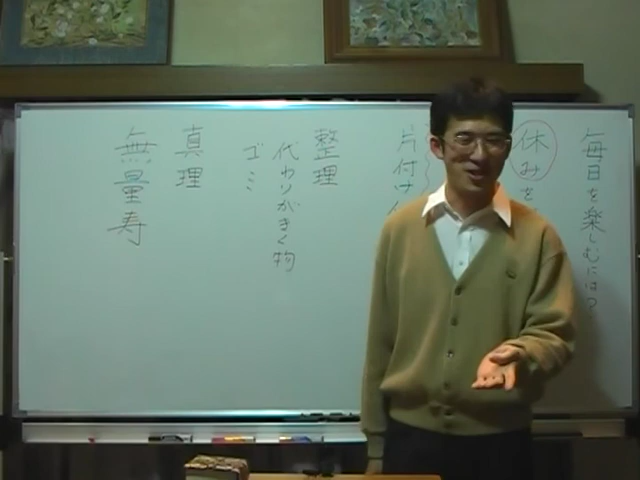 毎日を楽しむには?
休みを
片付け
整理
代わりがきく物
ゴミ
真理
無量寿